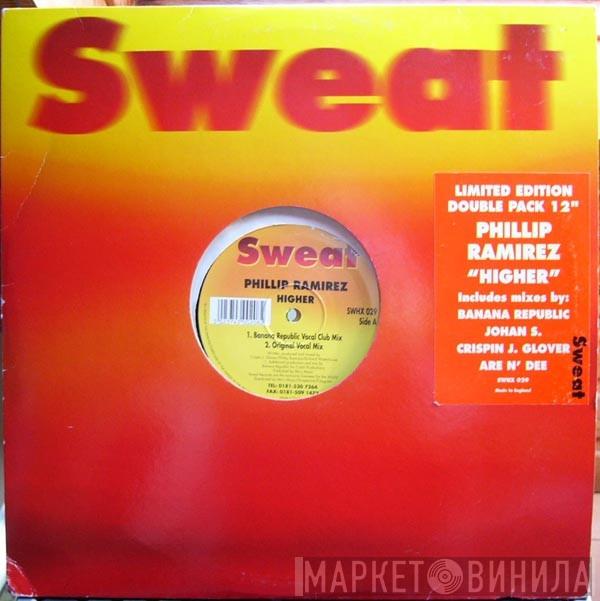 Sweat
Sweat
PHILLIP RAMIREZ
HIGHER
SWHX 029
Side A
1. Banana Republic Vocal Club Mix
2. Original Vocal Mix
TEL: 0181-520 7264
LIMITED EDITION
DOUBLE PACK 12"
PHILLIP
RAMIREZ
"HIGHER"
Includes mixes by:
BANANA REPUBLIC
JOHAN S.
CRISPIN J. GLOVER
ARE N' DEE
SWHX 029
Made in England
Sweat
МАРКЕТ ВИНИЛА